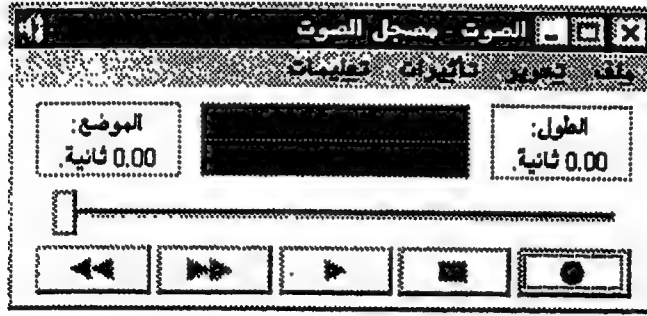 الصوت - مسجل الصوت
ملف تحرير تأثيرات تعليمات
الطول:
0.00 ثانية.
الموضع:
0.00 ثانية.